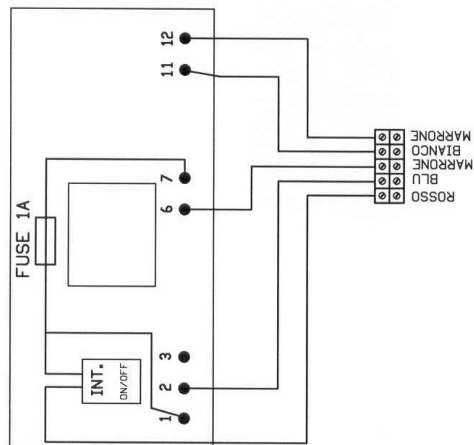 12
11
7
6
3
2
1
FUSE 1A
INT.
ON/OFF
MARRONE
BIANCO
MARRONE
BLU
ROSSO